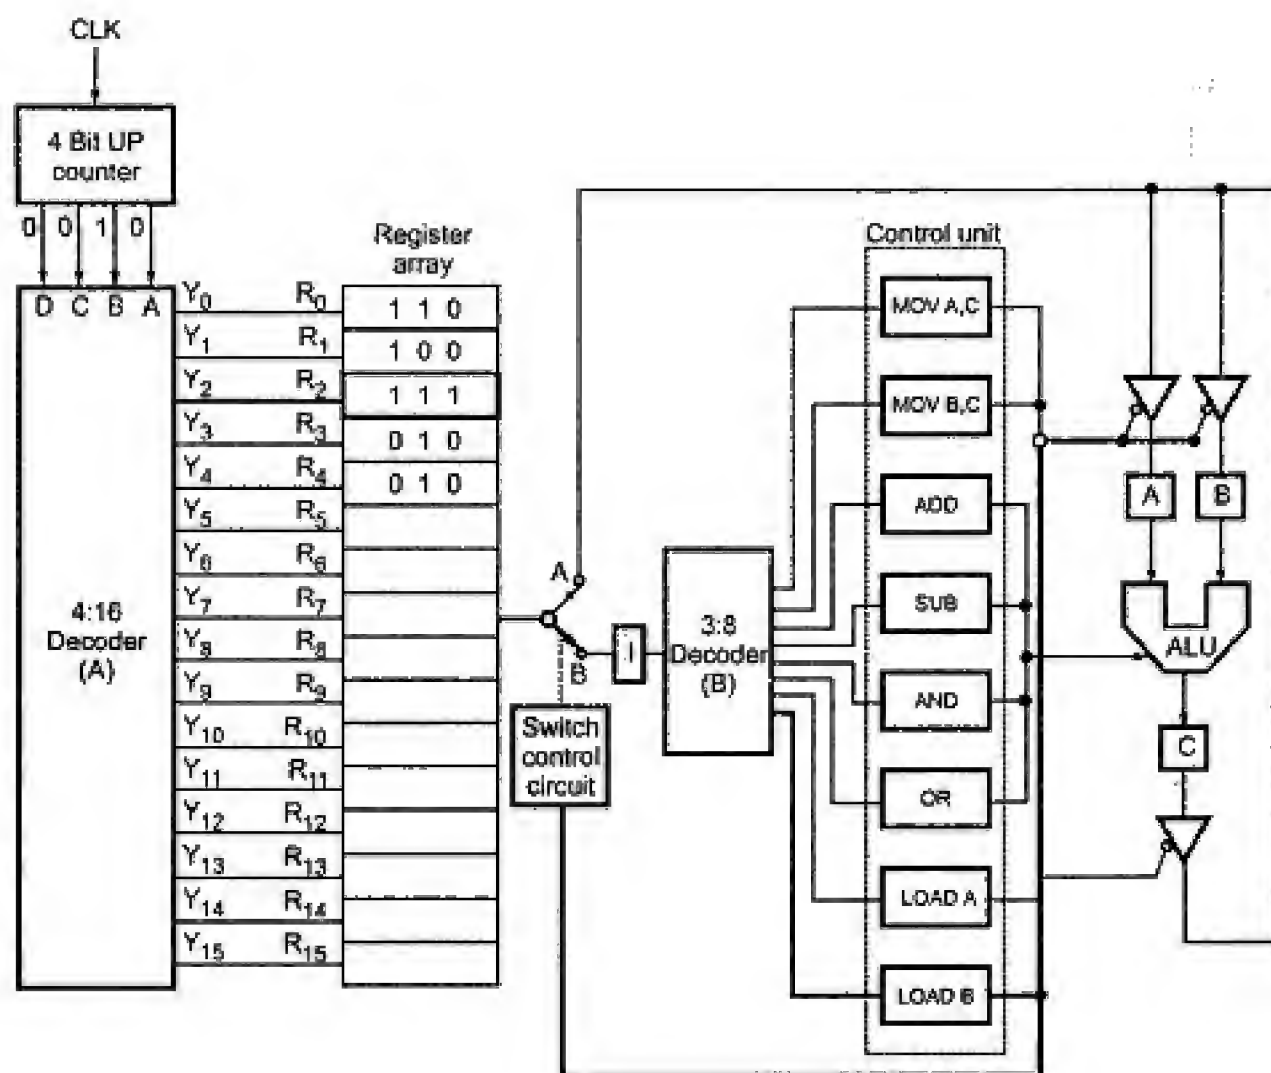 CLK
4 Bit UP
counter
0 0 1 0
D C B A
4:16
Decoder
(A)
Register
array
Y0 R0 1 1 0
Y1 R1 1 0 0
Y2 R2 1 1 1
Y3 R3 0 1 0
Y4 R4 0 1 0
Y5 R5
Y6 R6
Y7 R7
Y8 R8
Y9 R9
Y10 R10
Y11 R11
Y12 R12
Y13 R13
Y14 R14
Y15 R15
A
B
Switch
control
circuit
I
3:8
Decoder
(B)
Control unit
MOV A,C
MOV B,C
ADD
SUB
AND
OR
LOAD A
LOAD B
A
B
ALU
C